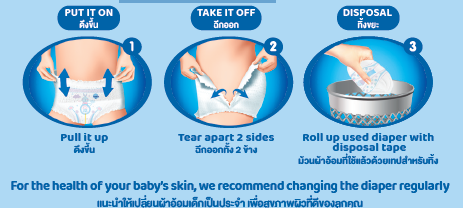 PUT IT ON
ดึงขึ้น
TAKE IT OFF
ฉีกออก
DISPOSAL
ทิ้งขยะ
1
2
3
Pull it up
ดึงขึ้น
Tear apart 2 sides
ฉีกออกทั้ง 2 ข้าง
Roll up used diaper with
disposal tape
ม้วนผ้าอ้อมที่ใช้แล้วด้วยเทปสำหรับทิ้ง
For the health of your baby's skin, we recommend changing the diaper regularly
แนะนำให้เปลี่ยนผ้าอ้อมเด็กเป็นประจำ เพื่อสุขภาพผิวที่ดีของลูกคุณ